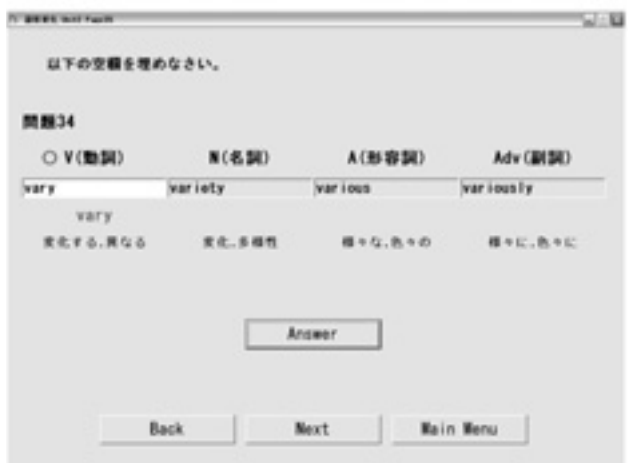 以下の空欄を埋めなさい。
問題34
○ V(動詞) N(名詞) A(形容詞) Adv(副詞)
vary variety various variously
vary
変化する,異なる 変化,多様性 様々な,色々の 様々に,色々に
Answer
Back Next Main Menu